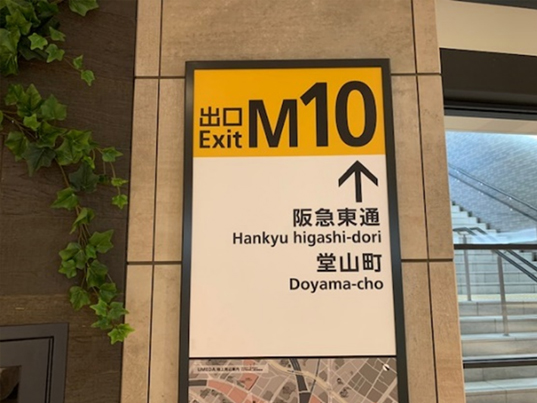 出口
Exit M10
↑
阪急東通
Hankyu higashi-dori
堂山町
Doyama-cho